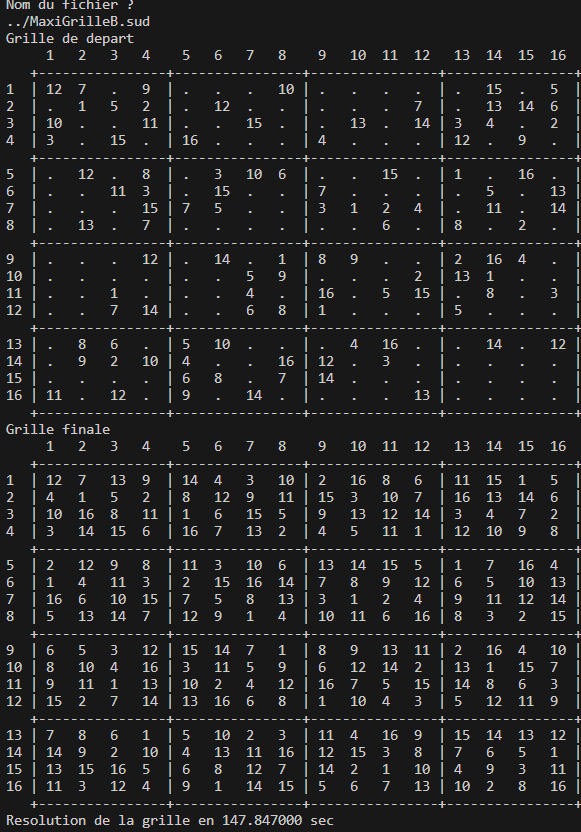 Nom du fichier ?
../MaxiGrilleB.sud
Grille de depart
     1  2  3  4    5  6  7  8    9  10 11 12   13 14 15 16
   +----------------+----------------+----------------+----------------+
1  | 12 7  .  9  | .  .  .  10 | .  .  .  .  | .  15 .  5  |
2  | .  1  5  2  | .  12 .  .  | .  .  .  7  | .  13 14 6  |
3  | 10 .  .  11 | .  .  15 .  | .  13 .  14 | 3  4  .  2  |
4  | 3  .  15 .  | 16 .  .  .  | 4  .  .  .  | 12 .  9  .  |
   +----------------+----------------+----------------+----------------+
5  | .  12 .  8  | .  3  10 6  | .  .  15 .  | 1  .  16 .  |
6  | .  .  11 3  | .  15 .  .  | 7  .  .  .  | .  5  .  13 |
7  | .  .  .  15 | 7  5  .  .  | 3  1  2  4  | .  11 .  14 |
8  | .  13 .  7  | .  .  .  .  | .  .  6  .  | 8  .  2  .  |
   +----------------+----------------+----------------+----------------+
9  | .  .  .  12 | .  14 .  1  | 8  9  .  .  | 2  16 4  .  |
10 | .  .  .  .  | .  .  5  9  | .  .  .  2  | 13 1  .  .  |
11 | .  .  1  .  | .  .  4  .  | 16 .  5  15 | .  8  .  3  |
12 | .  .  7  14 | .  .  6  8  | 1  .  .  .  | 5  .  .  .  |
   +----------------+----------------+----------------+----------------+
13 | .  8  6  .  | 5  10 .  .  | .  4  16 .  | .  14 .  12 |
14 | .  9  2  10 | 4  .  .  16 | 12 .  3  .  | .  .  .  .  |
15 | .  .  .  .  | 6  8  .  7  | 14 .  .  .  | .  .  .  .  |
16 | 11 .  12 .  | 9  .  14 .  | .  .  .  13 | .  .  .  .  |
   +----------------+----------------+----------------+----------------+
Grille finale
     1  2  3  4    5  6  7  8    9  10 11 12   13 14 15 16
   +----------------+----------------+----------------+----------------+
1  | 12 7  13 9  | 14 4  3  10 | 2  16 8  6  | 11 15 1  5  |
2  | 4  1  5  2  | 8  12 9  11 | 15 3  10 7  | 16 13 14 6  |
3  | 10 16 8  11 | 1  6  15 5  | 9  13 12 14 | 3  4  7  2  |
4  | 3  14 15 6  | 16 7  13 2  | 4  5  11 1  | 12 10 9  8  |
   +----------------+----------------+----------------+----------------+
5  | 2  12 9  8  | 11 3  10 6  | 13 14 15 5  | 1  7  16 4  |
6  | 1  4  11 3  | 2  15 16 14 | 7  8  9  12 | 6  5  10 13 |
7  | 16 6  10 15 | 7  5  8  13 | 3  1  2  4  | 9  11 12 14 |
8  | 5  13 14 7  | 12 9  1  4  | 10 11 6  16 | 8  3  2  15 |
   +----------------+----------------+----------------+----------------+
9  | 6  5  3  12 | 15 14 7  1  | 8  9  13 11 | 2  16 4  10 |
10 | 8  10 4  16 | 3  11 5  9  | 6  12 14 2  | 13 1  15 7  |
11 | 9  11 1  13 | 10 2  4  12 | 16 7  5  15 | 14 8  6  3  |
12 | 15 2  7  14 | 13 16 6  8  | 1  10 4  3  | 5  12 11 9  |
   +----------------+----------------+----------------+----------------+
13 | 7  8  6  1  | 5  10 2  3  | 11 4  16 9  | 15 14 13 12 |
14 | 14 9  2  10 | 4  13 11 16 | 12 15 3  8  | 7  6  5  1  |
15 | 13 15 16 5  | 6  8  12 7  | 14 2  1  10 | 4  9  3  11 |
16 | 11 3  12 4  | 9  1  14 15 | 5  6  7  13 | 10 2  8  16 |
   +----------------+----------------+----------------+----------------+
Resolution de la grille en 147.847000 sec